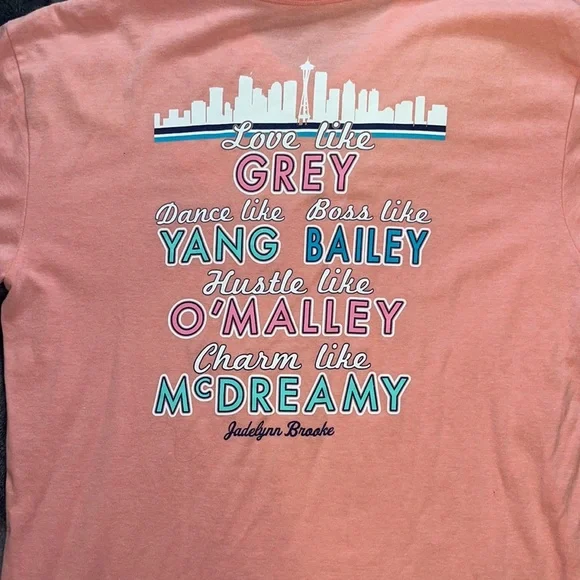 Love like
GREY
Dance like Boss like
YANG BAILEY
Hustle like
O'MALLEY
Charm like
McDREAMY
Jadelynn Brooke